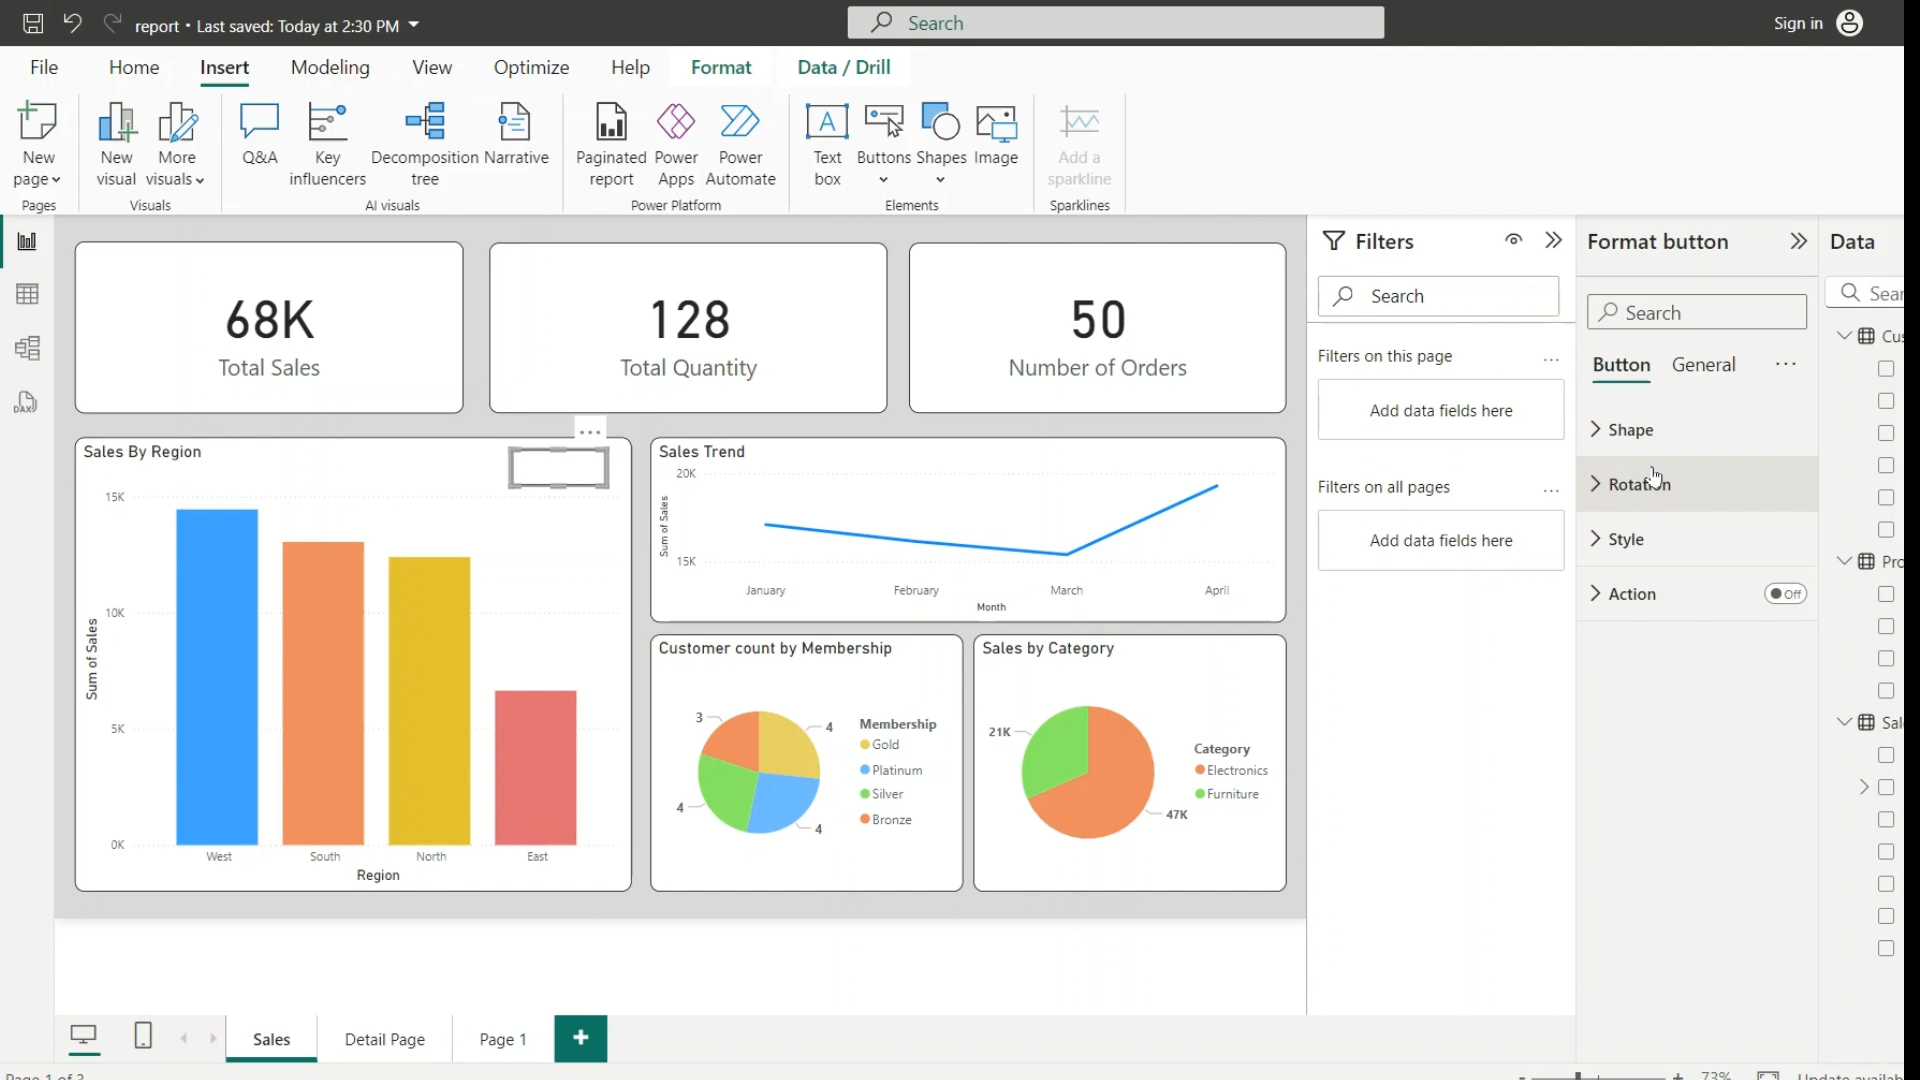 report • Last saved: Today at 2:30 PM
Search
Sign in
File
Home
Insert
Modeling
View
Optimize
Help
Format
Data / Drill
New page
New visual
More visuals
Q&A
Key influencers
Decomposition tree
Narrative
Paginated report
Power Apps
Power Automate
Text box
Buttons
Shapes
Image
Add a sparkline
Pages
Visuals
AI visuals
Power Platform
Elements
Sparklines
DAX
68K
Total Sales
128
Total Quantity
50
Number of Orders
Sales By Region
15K
10K
5K
0K
Sum of Sales
West
South
North
East
Region
Sales Trend
20K
15K
Sum of Sales
January
February
March
April
Month
Customer count by Membership
3
4
4
4
Membership
Gold
Platinum
Silver
Bronze
Sales by Category
21K
47K
Category
Electronics
Furniture
Filters
Search
Filters on this page
Add data fields here
Filters on all pages
Add data fields here
Format button
Search
Button
General
Shape
Rotation
Style
Action
Off
Data
Sales
Detail Page
Page 1
Page 1 of 3
73%